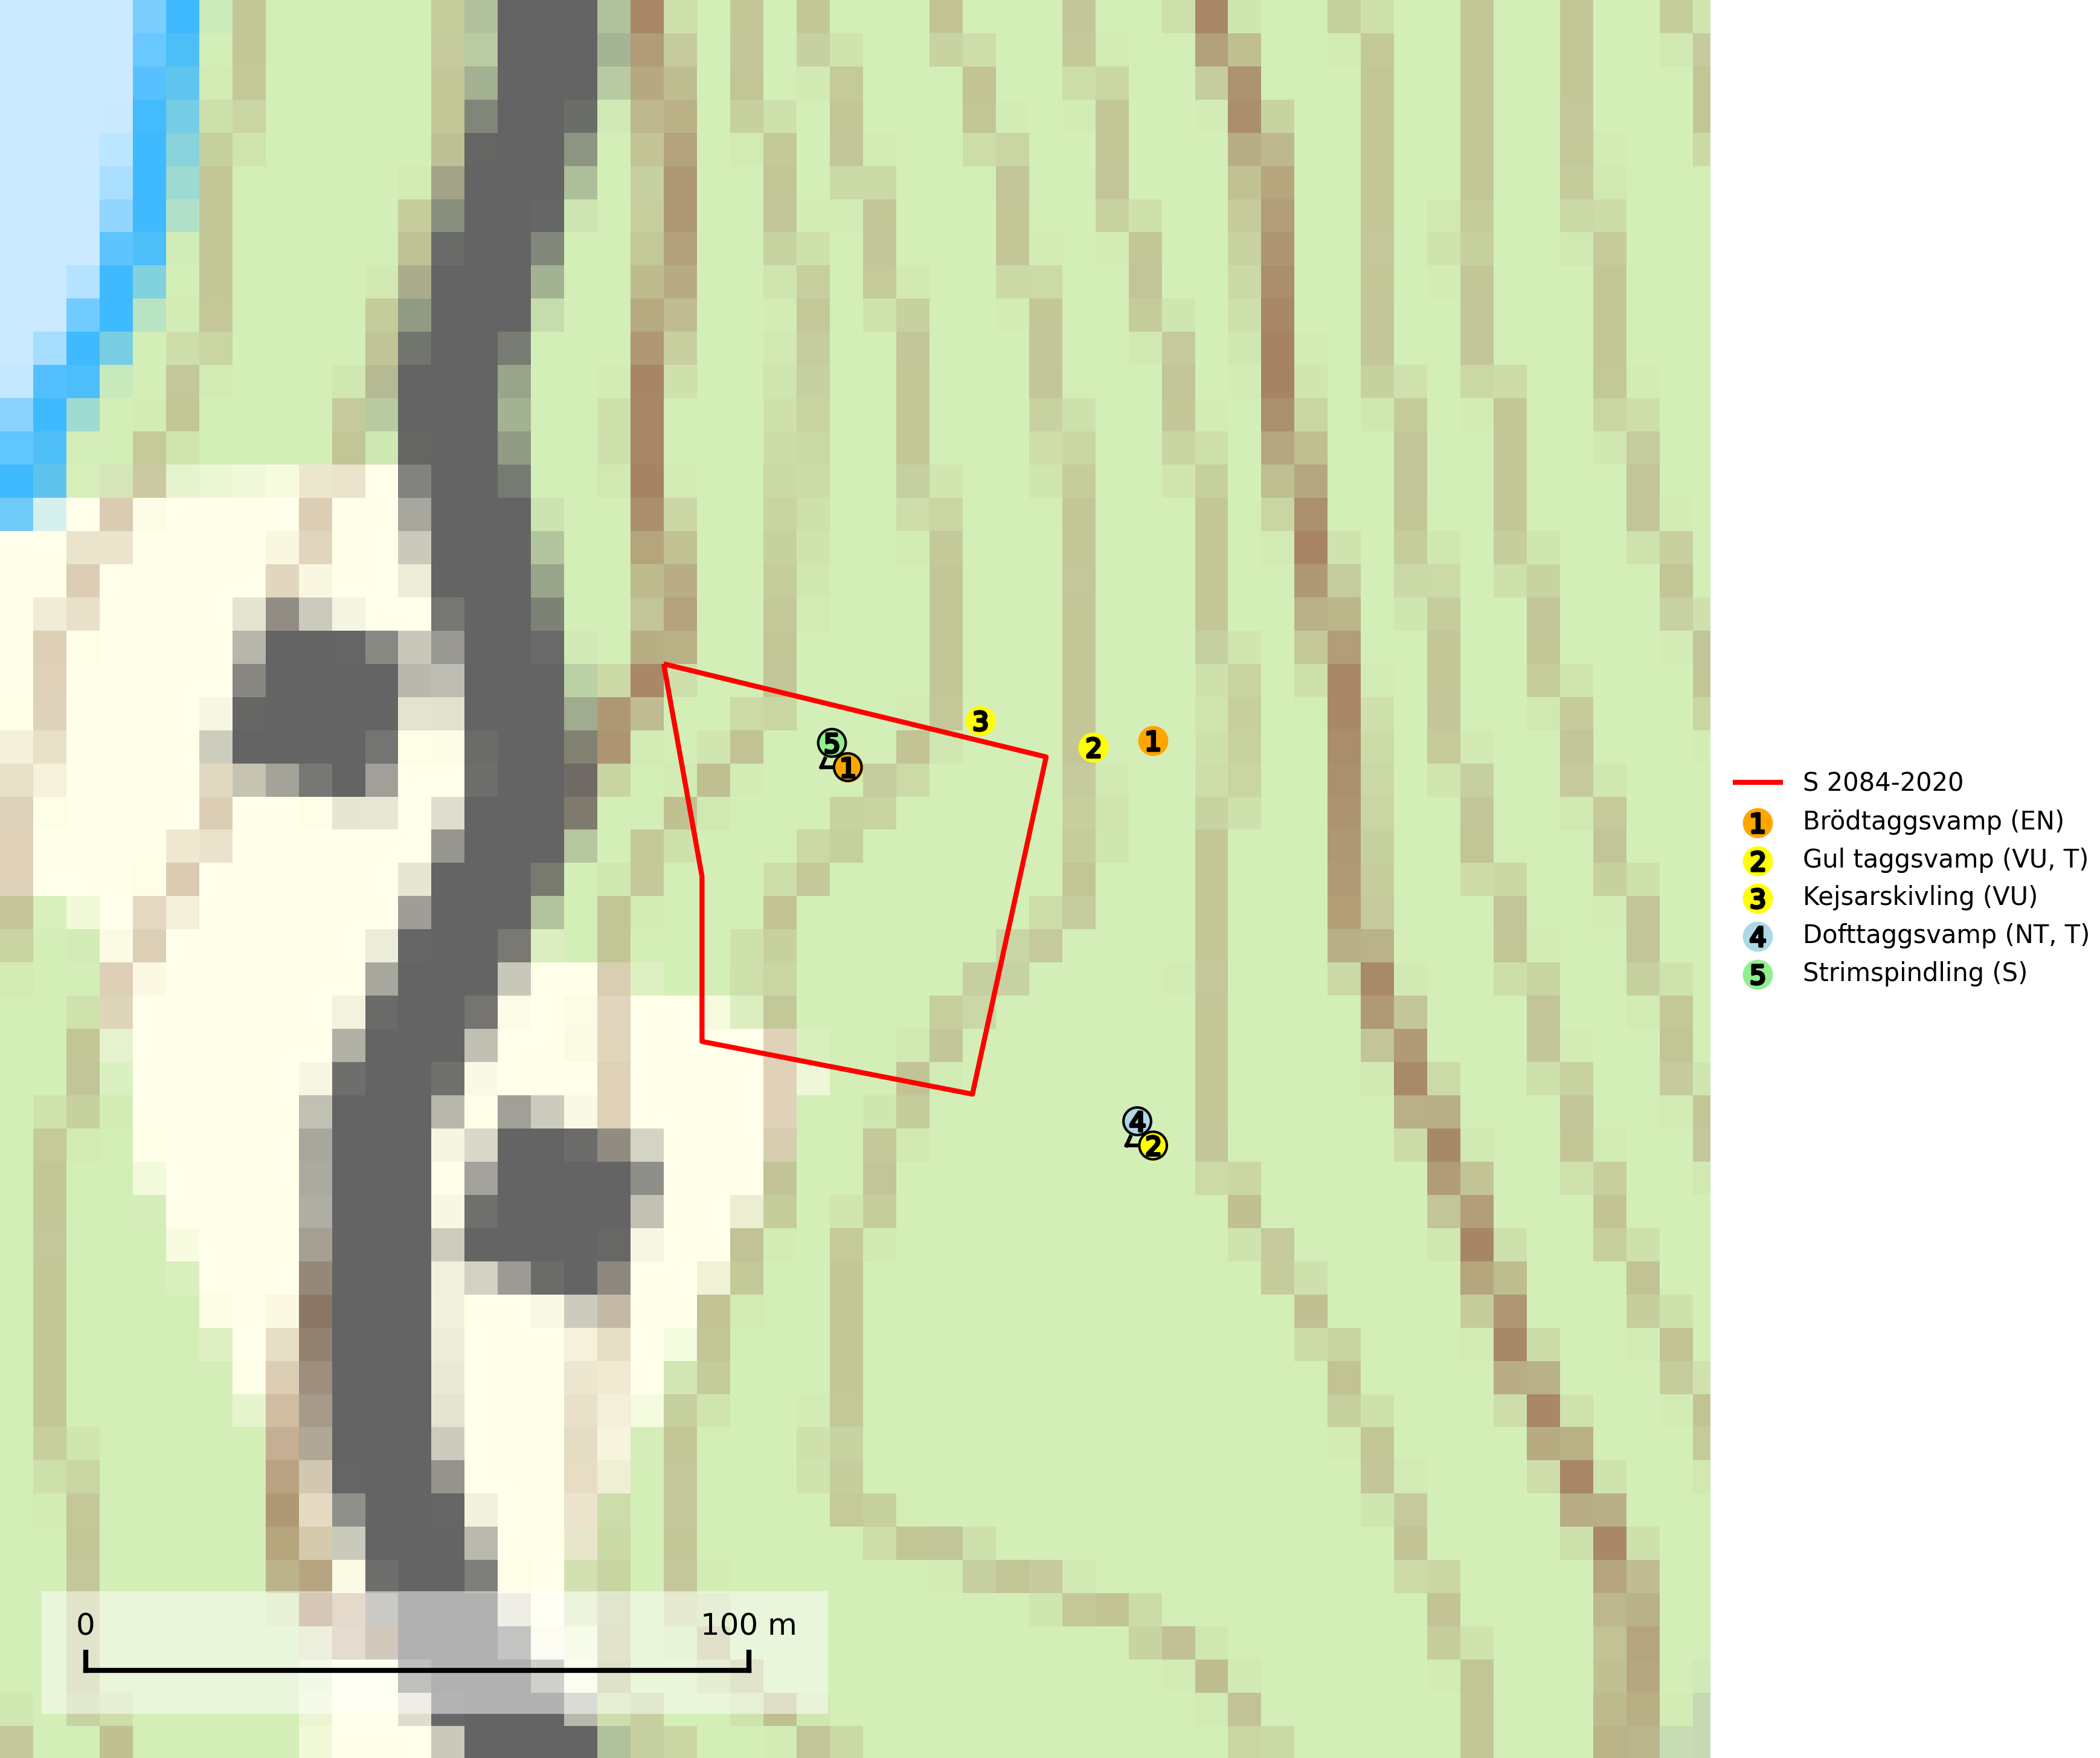 3
5
2
1
1
4
2
S 2084-2020
1 Brödtaggsvamp (EN)
2 Gul taggsvamp (VU, T)
3 Kejsarskivling (VU)
4 Dofttaggsvamp (NT, T)
5 Strimspindling (S)
0 100 m